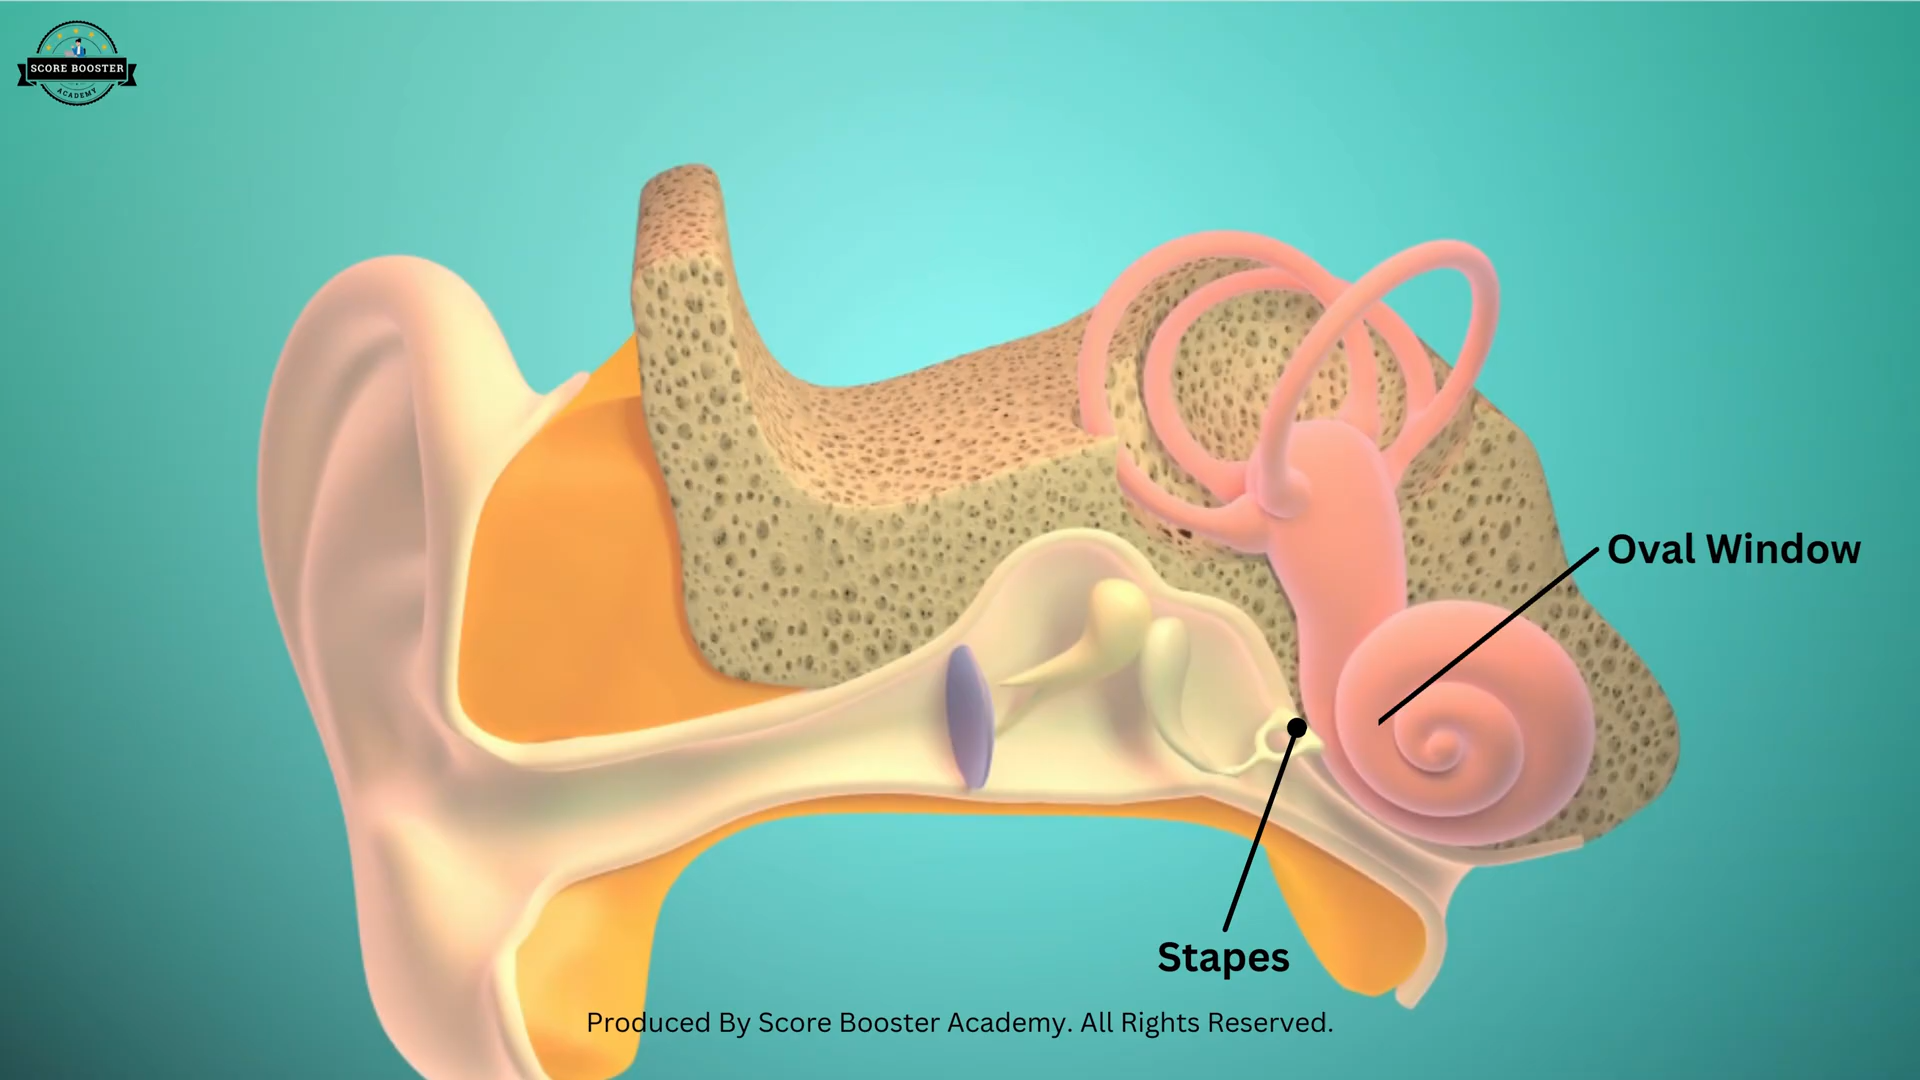 SCORE BOOSTER
ACADEMY
Oval Window
Stapes
Produced By Score Booster Academy. All Rights Reserved.